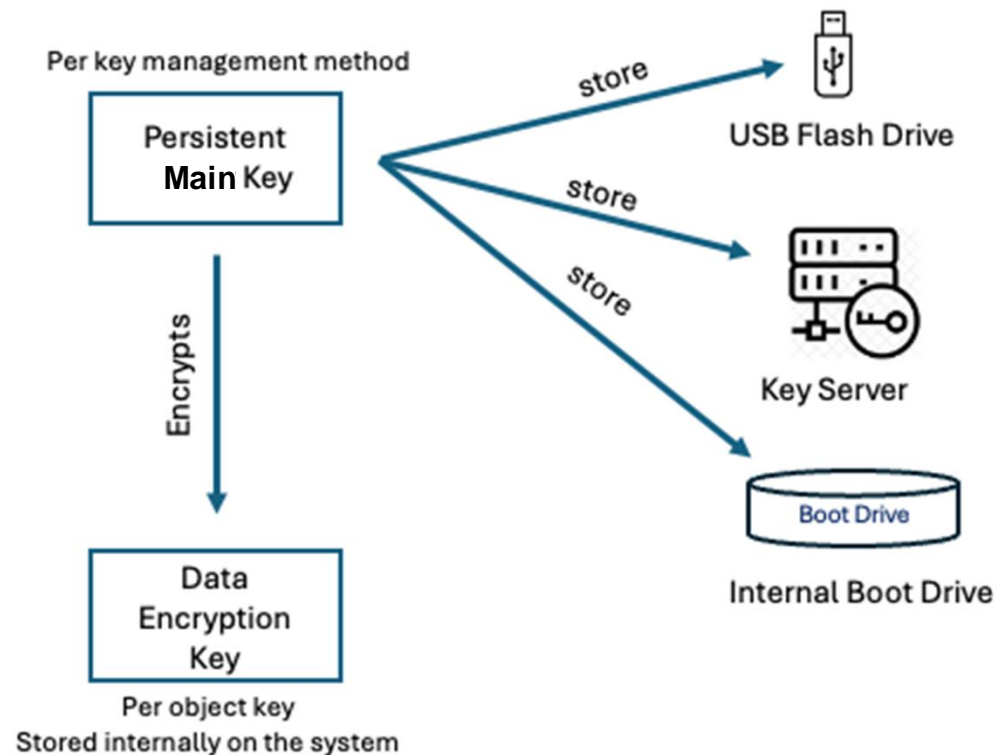 Per key management method
Persistent
Main Key
store
USB Flash Drive
store
Key Server
store
Boot Drive
Internal Boot Drive
Encrypts
Data
Encryption
Key
Per object key
Stored internally on the system